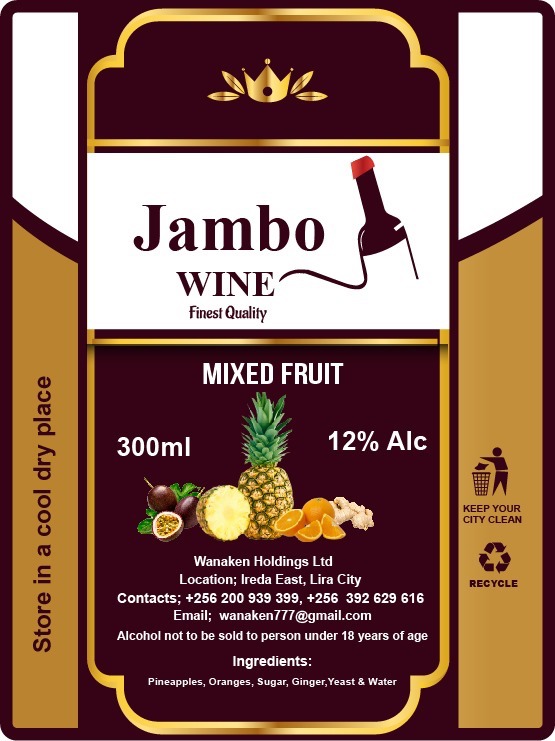 Jambo
WINE
Finest Quality
MIXED FRUIT
300ml
12% Alc
Wanaken Holdings Ltd
Location; Ireda East, Lira City
Contacts; +256 200 939 399, +256  392 629 616
Email;  wanaken777@gmail.com
Alcohol not to be sold to person under 18 years of age
Ingredients:
Pineapples, Oranges, Sugar, Ginger,Yeast & Water
Store in a cool dry place
KEEP YOUR
CITY CLEAN
RECYCLE